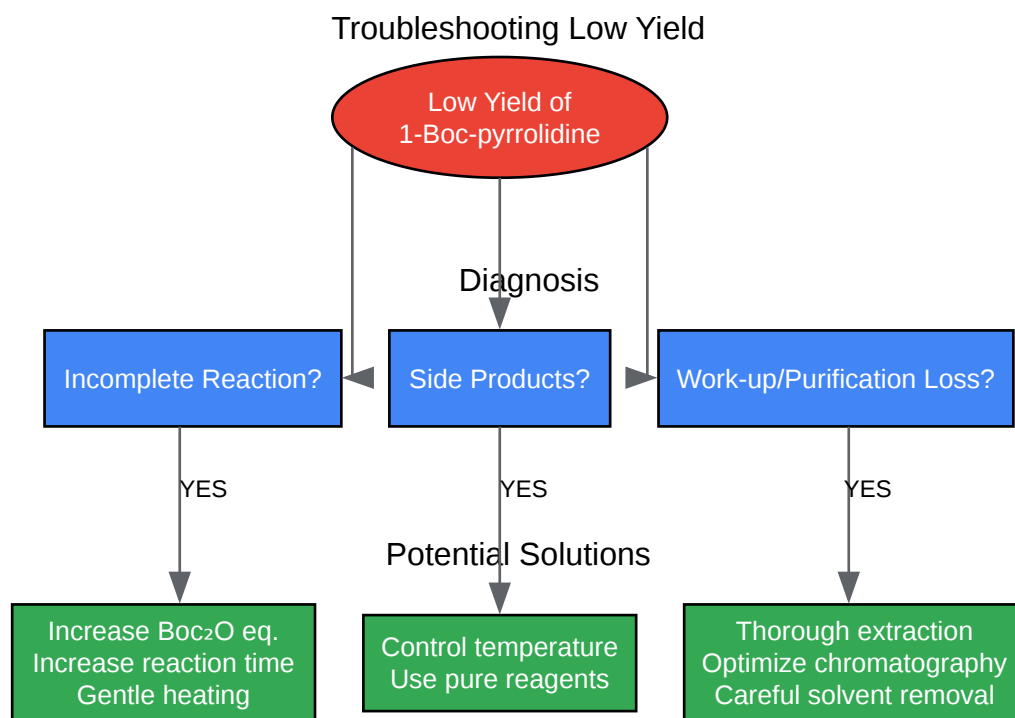 Troubleshooting Low Yield
Low Yield of
1-Boc-pyrrolidine
Diagnosis
Incomplete Reaction?
Side Products?
Work-up/Purification Loss?
YES
YES
YES
Potential Solutions
Increase Boc₂O eq.
Increase reaction time
Gentle heating
Control temperature
Use pure reagents
Thorough extraction
Optimize chromatography
Careful solvent removal